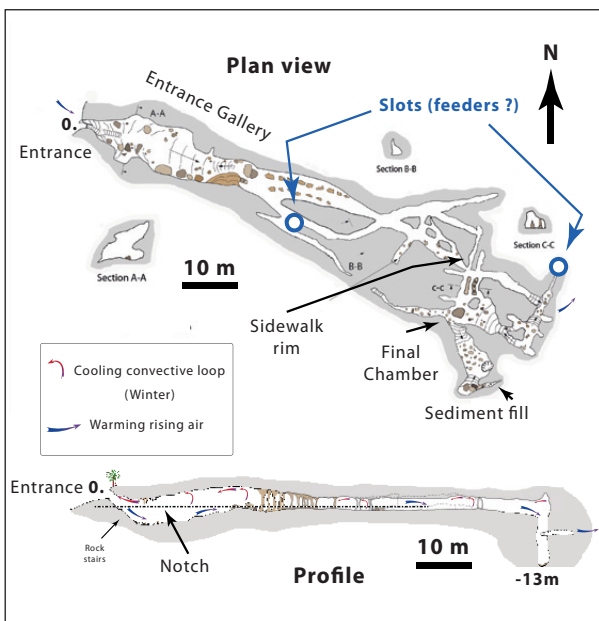 Plan view
N
Slots (feeders ?)
Entrance Gallery
A-A
0.
Entrance
Section B-B
Section C-C
Section A-A
10 m
B-B
C-C
Sidewalk
rim
Final
Chamber
Sediment fill
Cooling convective loop
(Winter)
Warming rising air
Entrance 0.
Rock
stairs
Notch
10 m
Profile
-13m